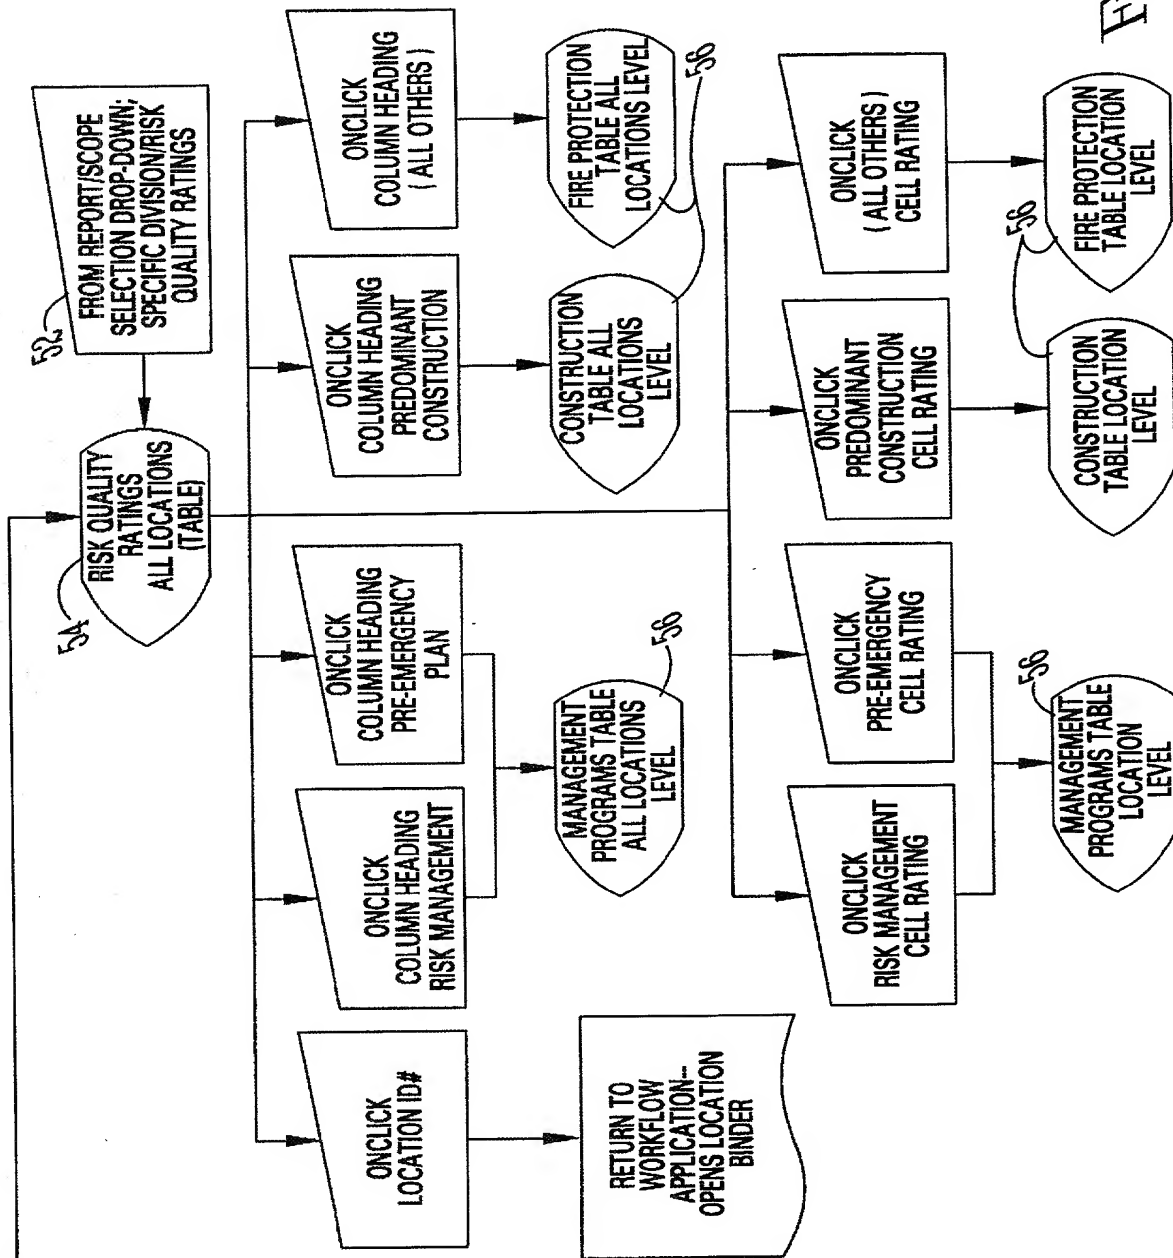 52
FROM REPORT/SCOPE
SELECTION DROP-DOWN;
SPECIFIC DIVISION/RISK
QUALITY RATINGS
54
RISK QUALITY
RATINGS
ALL LOCATIONS
(TABLE)
ONCLICK
LOCATION ID#
ONCLICK
COLUMN HEADING
RISK MANAGEMENT
ONCLICK
COLUMN HEADING
PRE-EMERGENCY
PLAN
ONCLICK
COLUMN HEADING
PREDOMINANT
CONSTRUCTION
ONCLICK
COLUMN HEADING
( ALL OTHERS )
RETURN TO
WORKFLOW
APPLICATION--
OPENS LOCATION
BINDER
MANAGEMENT
PROGRAMS TABLE
ALL LOCATIONS
LEVEL
56
CONSTRUCTION
TABLE ALL
LOCATIONS
LEVEL
FIRE PROTECTION
TABLE ALL
LOCATIONS LEVEL
56
ONCLICK
RISK MANAGEMENT
CELL RATING
ONCLICK
PRE-EMERGENCY
CELL RATING
ONCLICK
PREDOMINANT
CONSTRUCTION
CELL RATING
ONCLICK
( ALL OTHERS )
CELL RATING
56
MANAGEMENT
PROGRAMS TABLE
LOCATION
LEVEL
CONSTRUCTION
TABLE LOCATION
LEVEL
56
FIRE PROTECTION
TABLE LOCATION
LEVEL